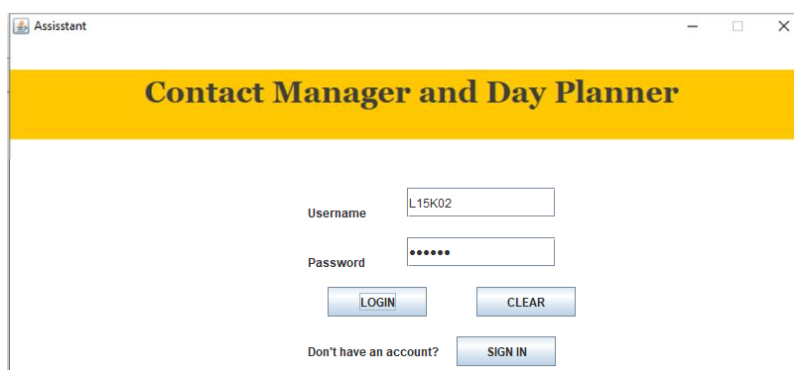 Assisstant
Contact Manager and Day Planner
Username L15K02
Password ••••••
LOGIN CLEAR
Don't have an account? SIGN IN